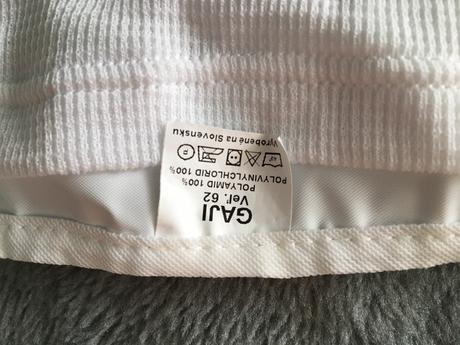 GAJI
Veľ. 62
POLYAMID 100%
POLYVINYLCHLORID 100%
Vyrobené na Slovensku